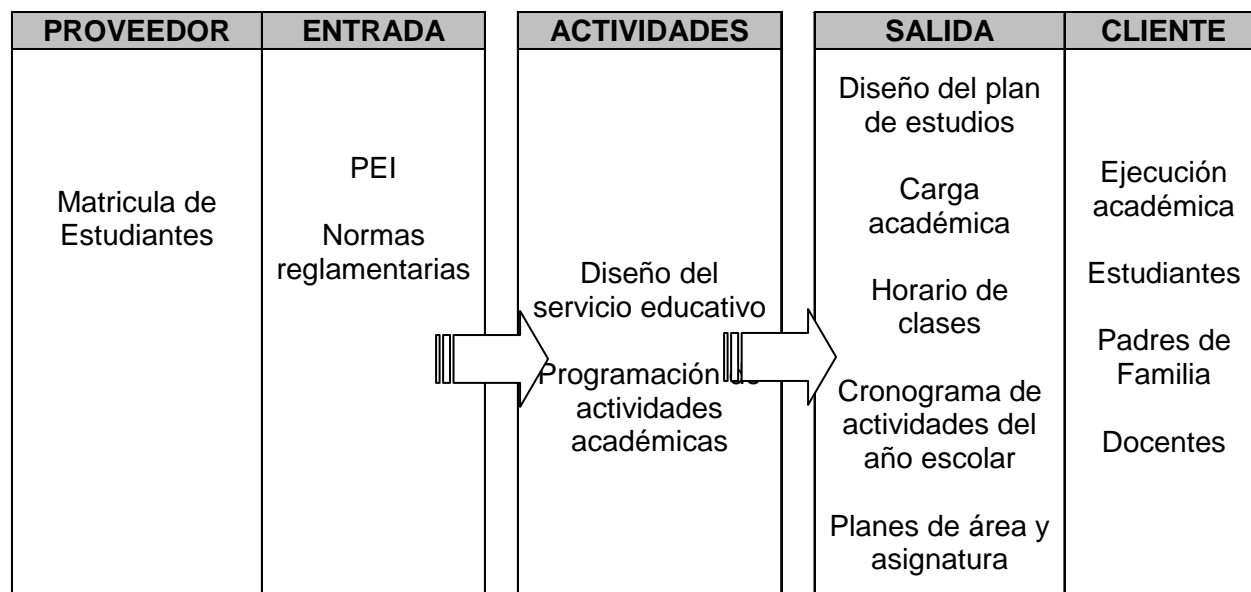 PROVEEDOR
ENTRADA
ACTIVIDADES
SALIDA
CLIENTE
Matricula de
Estudiantes
PEI
Normas
reglamentarias
Diseño del
servicio educativo
Programación de
actividades
académicas
Diseño del plan
de estudios
Carga
académica
Horario de
clases
Cronograma de
actividades del
año escolar
Planes de área y
asignatura
Ejecución
académica
Estudiantes
Padres de
Familia
Docentes